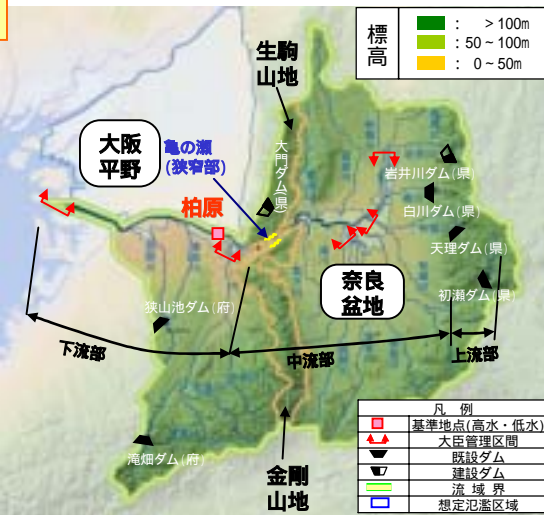 標高
: >100m
: 50~100m
: 0~50m
生駒
山地
大阪
平野
亀の瀬
(狭窄部)
大門ダム(県)
岩井川ダム(県)
柏原
白川ダム(県)
天理ダム(県)
奈良
盆地
初瀬ダム(県)
狭山池ダム(府)
下流部
中流部
上流部
滝畑ダム(府)
金剛
山地
凡 例
基準地点(高水・低水)
大臣管理区間
既設ダム
建設ダム
流 域 界
想定氾濫区域